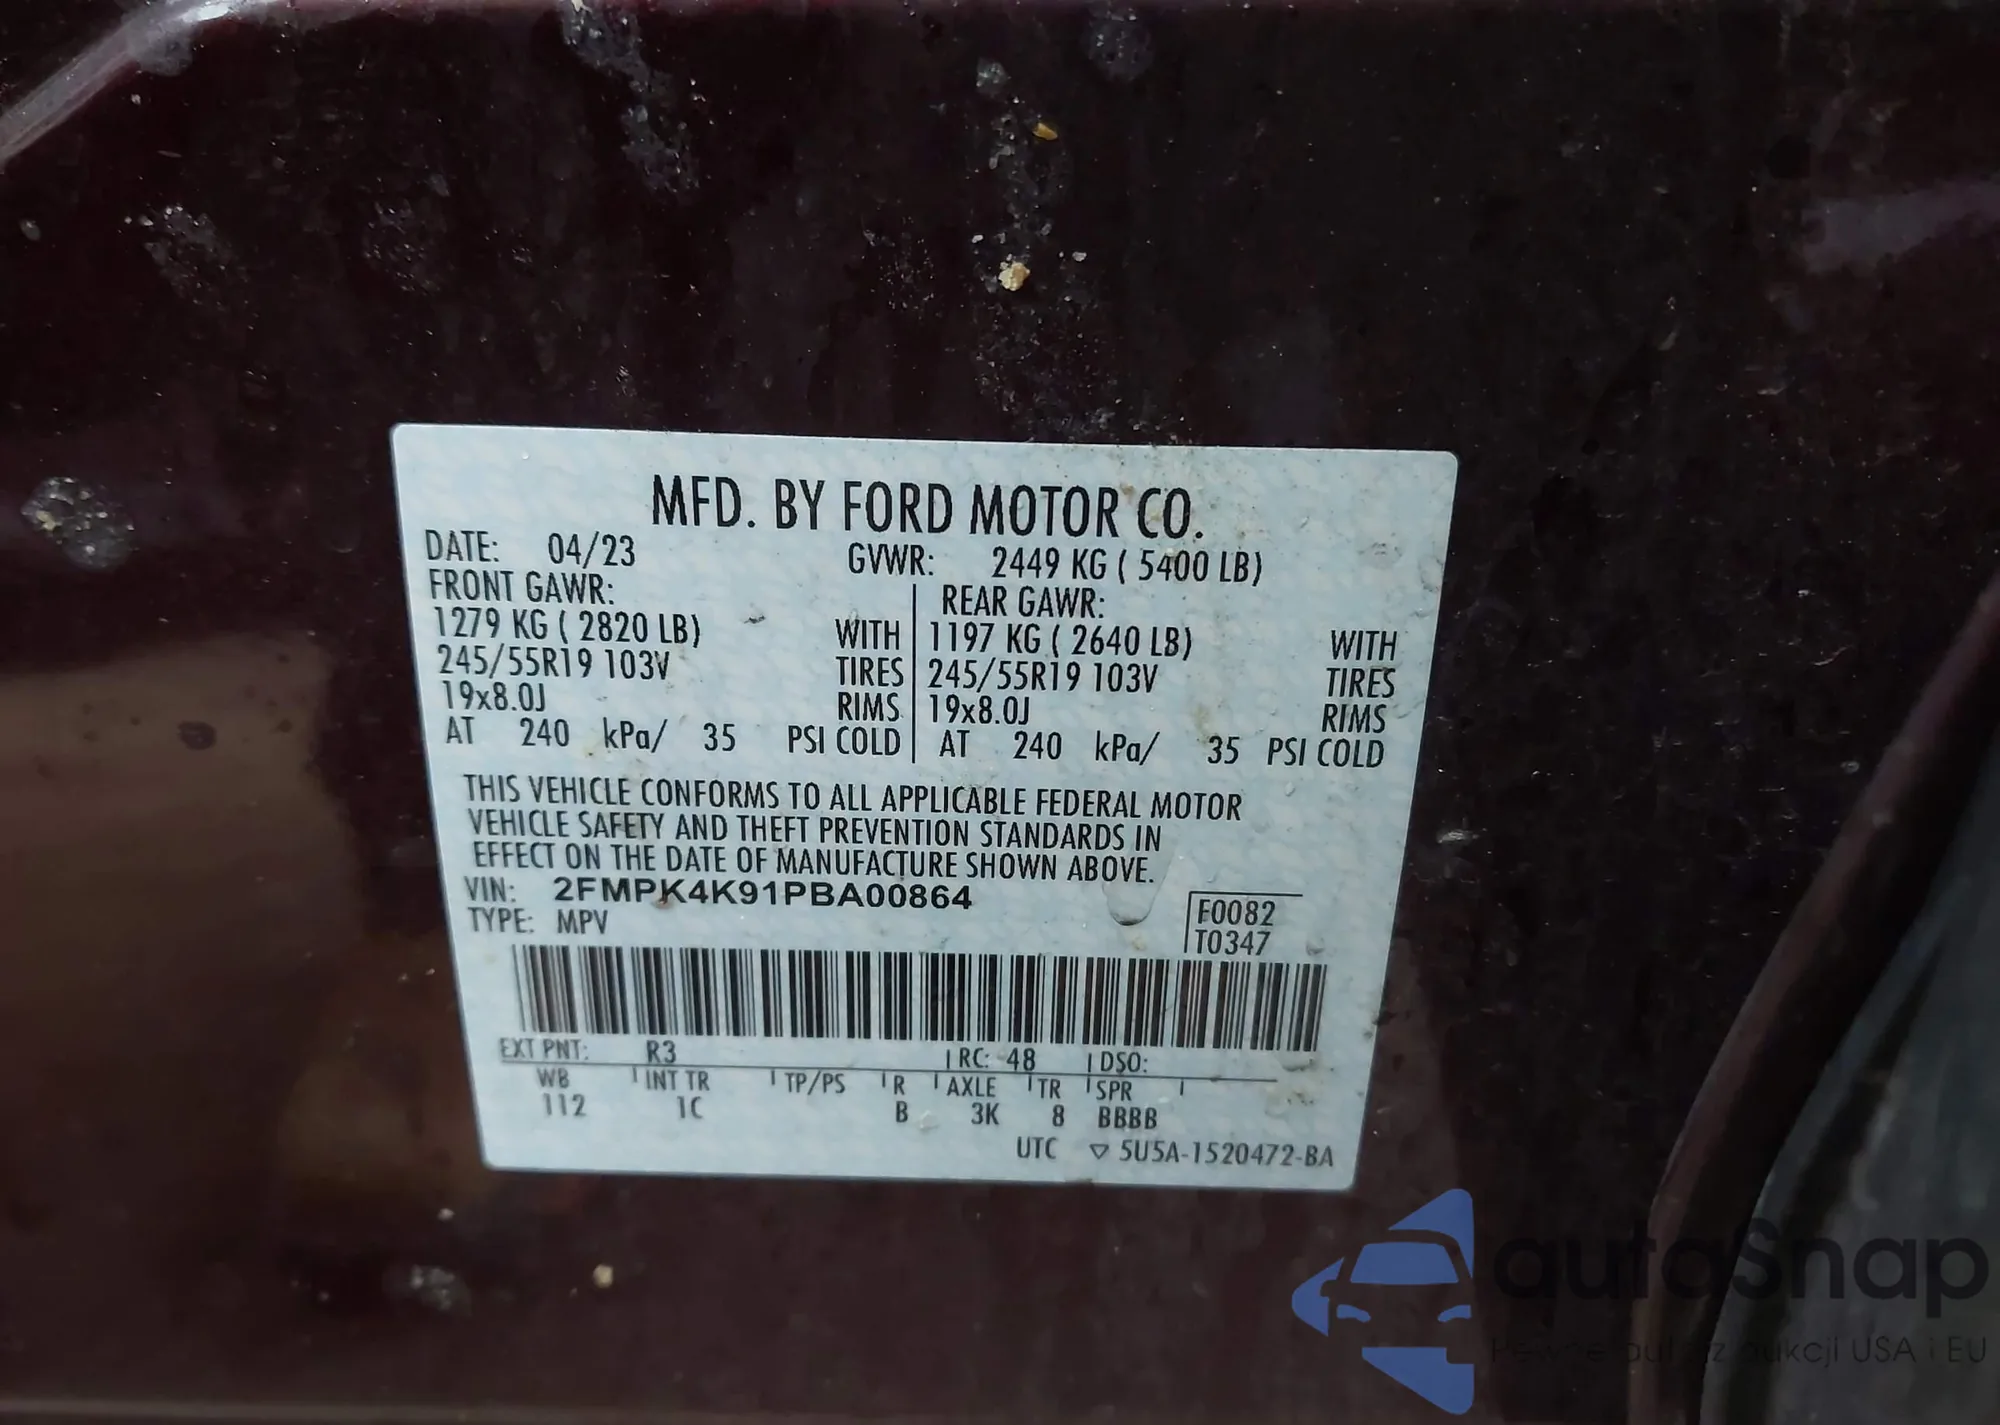 MFD. BY FORD MOTOR CO.
DATE: 04/23 GVWR: 2449 KG ( 5400 LB)
FRONT GAWR: REAR GAWR:
1279 KG ( 2820 LB) WITH 1197 KG ( 2640 LB) WITH
245/55R19 103V TIRES 245/55R19 103V TIRES
19x8.0J RIMS 19x8.0J RIMS
AT 240 kPa/ 35 PSI COLD AT 240 kPa/ 35 PSI COLD
THIS VEHICLE CONFORMS TO ALL APPLICABLE FEDERAL MOTOR
VEHICLE SAFETY AND THEFT PREVENTION STANDARDS IN
EFFECT ON THE DATE OF MANUFACTURE SHOWN ABOVE.
VIN: 2FMPK4K91PBA00864
TYPE: MPV
F0082
T0347
EXT PNT: R3 RC: 48 DSO:
WB INT TR TP/PS R AXLE TR SPR
112 1C B 3K 8 BBBB
UTC ▽ 5U5A-1520472-BA
autoSnap
aukcji USA i EU